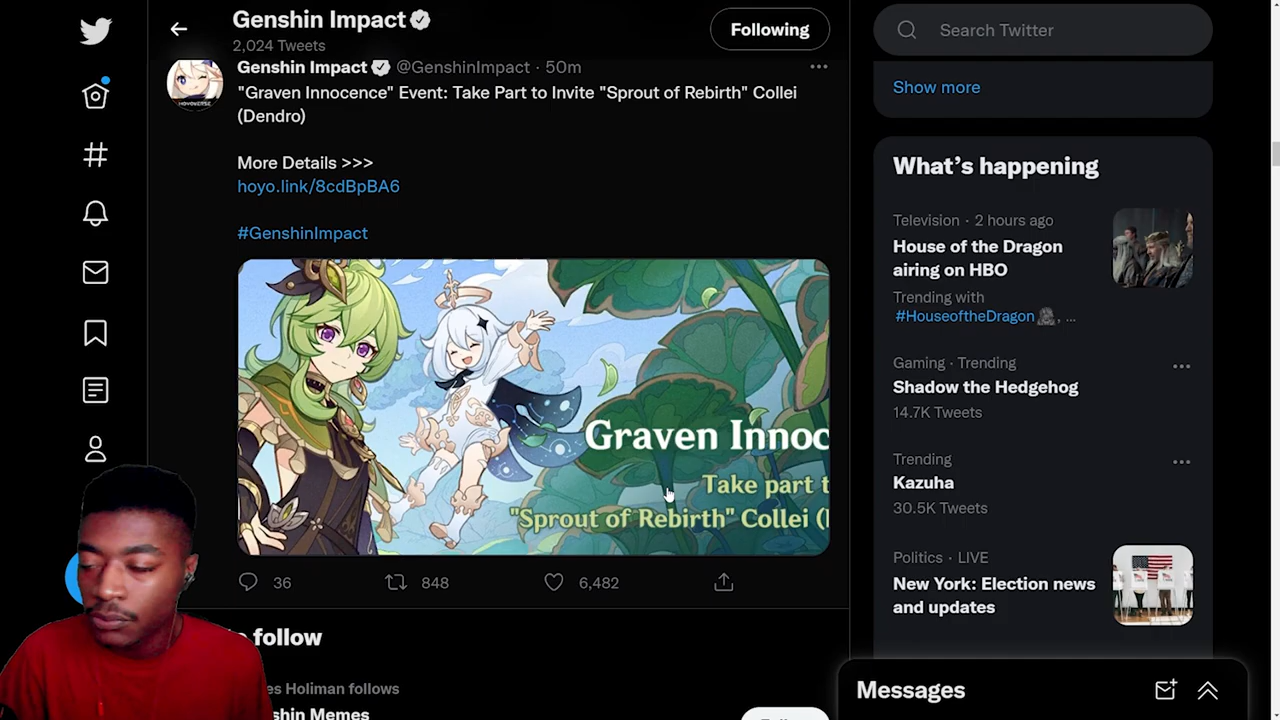 Genshin Impact
2,024 Tweets
Following
Genshin Impact @GenshinImpact · 50m
"Graven Innocence" Event: Take Part to Invite "Sprout of Rebirth" Collei
(Dendro)
More Details >>>
hoyo.link/8cdBpBA6
#GenshinImpact
HOYOVERSE
Graven Innoc
Take part t
"Sprout of Rebirth" Collei (
36
848
6,482
follow
es Holiman follows
shin Memes
Search Twitter
Show more
What's happening
Television · 2 hours ago
House of the Dragon
airing on HBO
Trending with
#HouseoftheDragon , ...
Gaming · Trending
Shadow the Hedgehog
14.7K Tweets
Trending
Kazuha
30.5K Tweets
Politics · LIVE
New York: Election news
and updates
Messages